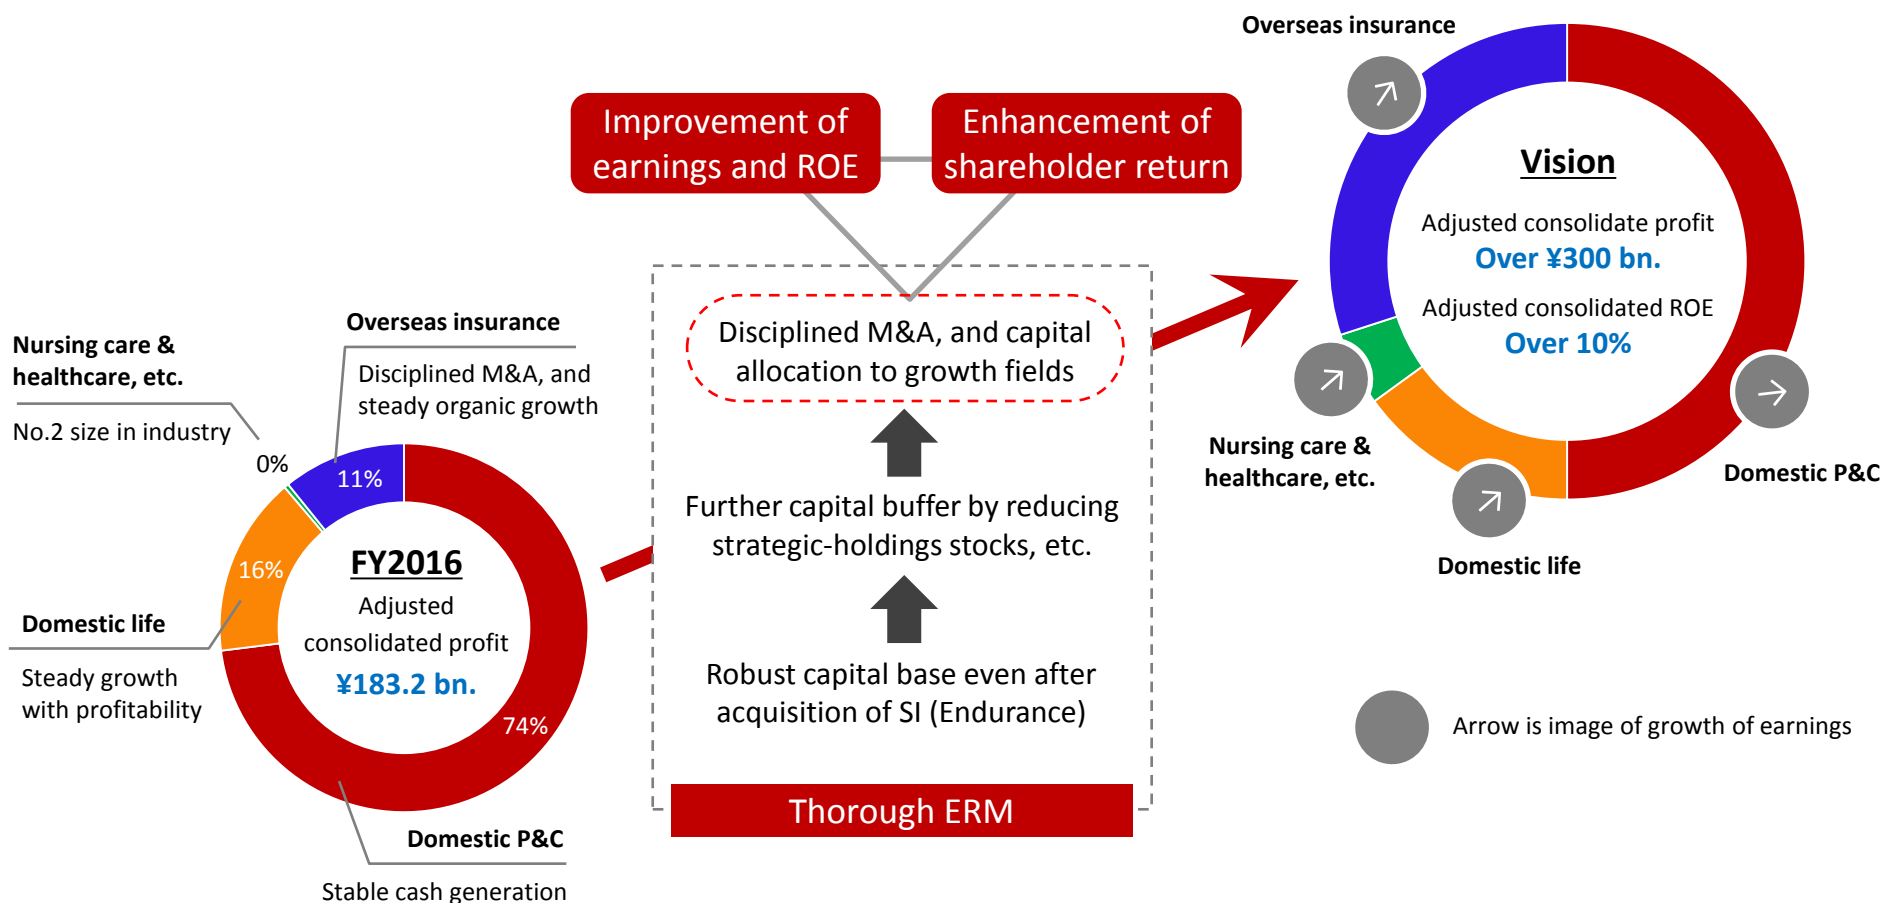 Improvement of
earnings and ROE
Enhancement of
shareholder return
Disciplined M&A, and capital
allocation to growth fields
Further capital buffer by reducing
strategic-holdings stocks, etc.
Robust capital base even after
acquisition of SI (Endurance)
Thorough ERM
Nursing care &
healthcare, etc.
No.2 size in industry
Overseas insurance
Disciplined M&A, and
steady organic growth
0%
11%
16%
74%
FY2016
Adjusted
consolidated profit
¥183.2 bn.
Domestic life
Steady growth
with profitability
Domestic P&C
Stable cash generation
Overseas insurance
Vision
Adjusted consolidate profit
Over ¥300 bn.
Adjusted consolidated ROE
Over 10%
Nursing care &
healthcare, etc.
Domestic P&C
Domestic life
Arrow is image of growth of earnings